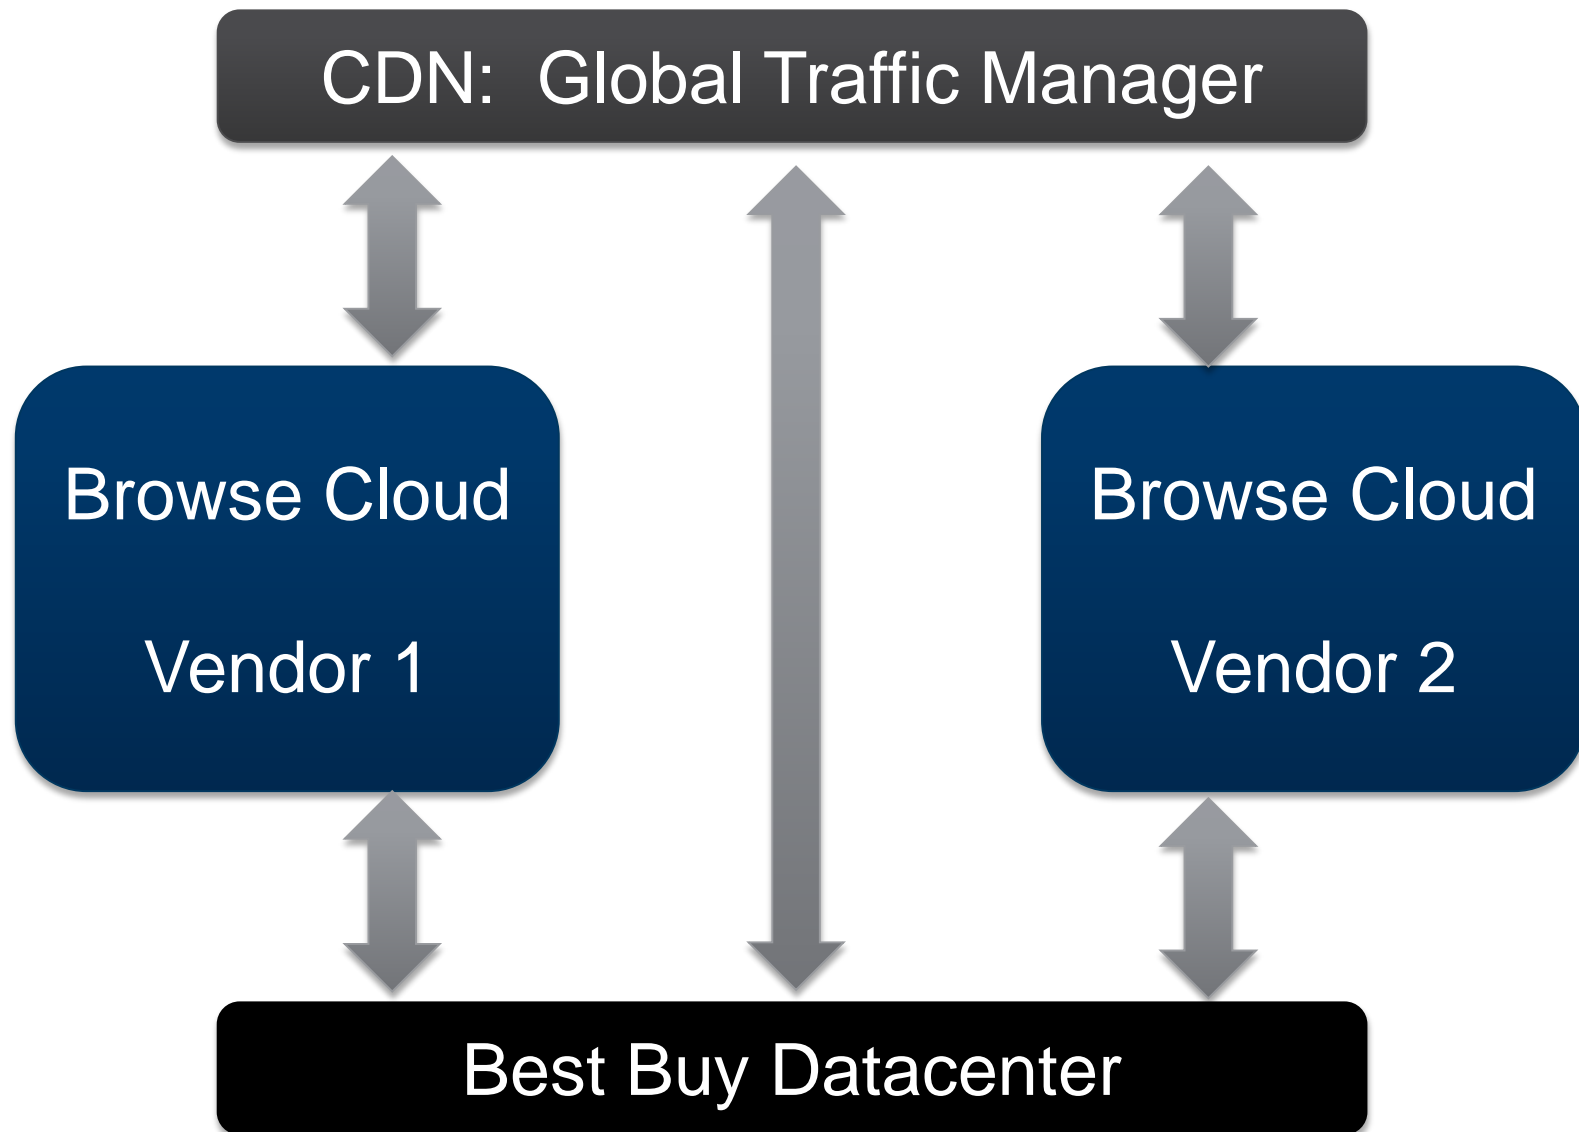 CDN:  Global Traffic Manager
Browse Cloud
Vendor 1
Browse Cloud
Vendor 2
Best Buy Datacenter